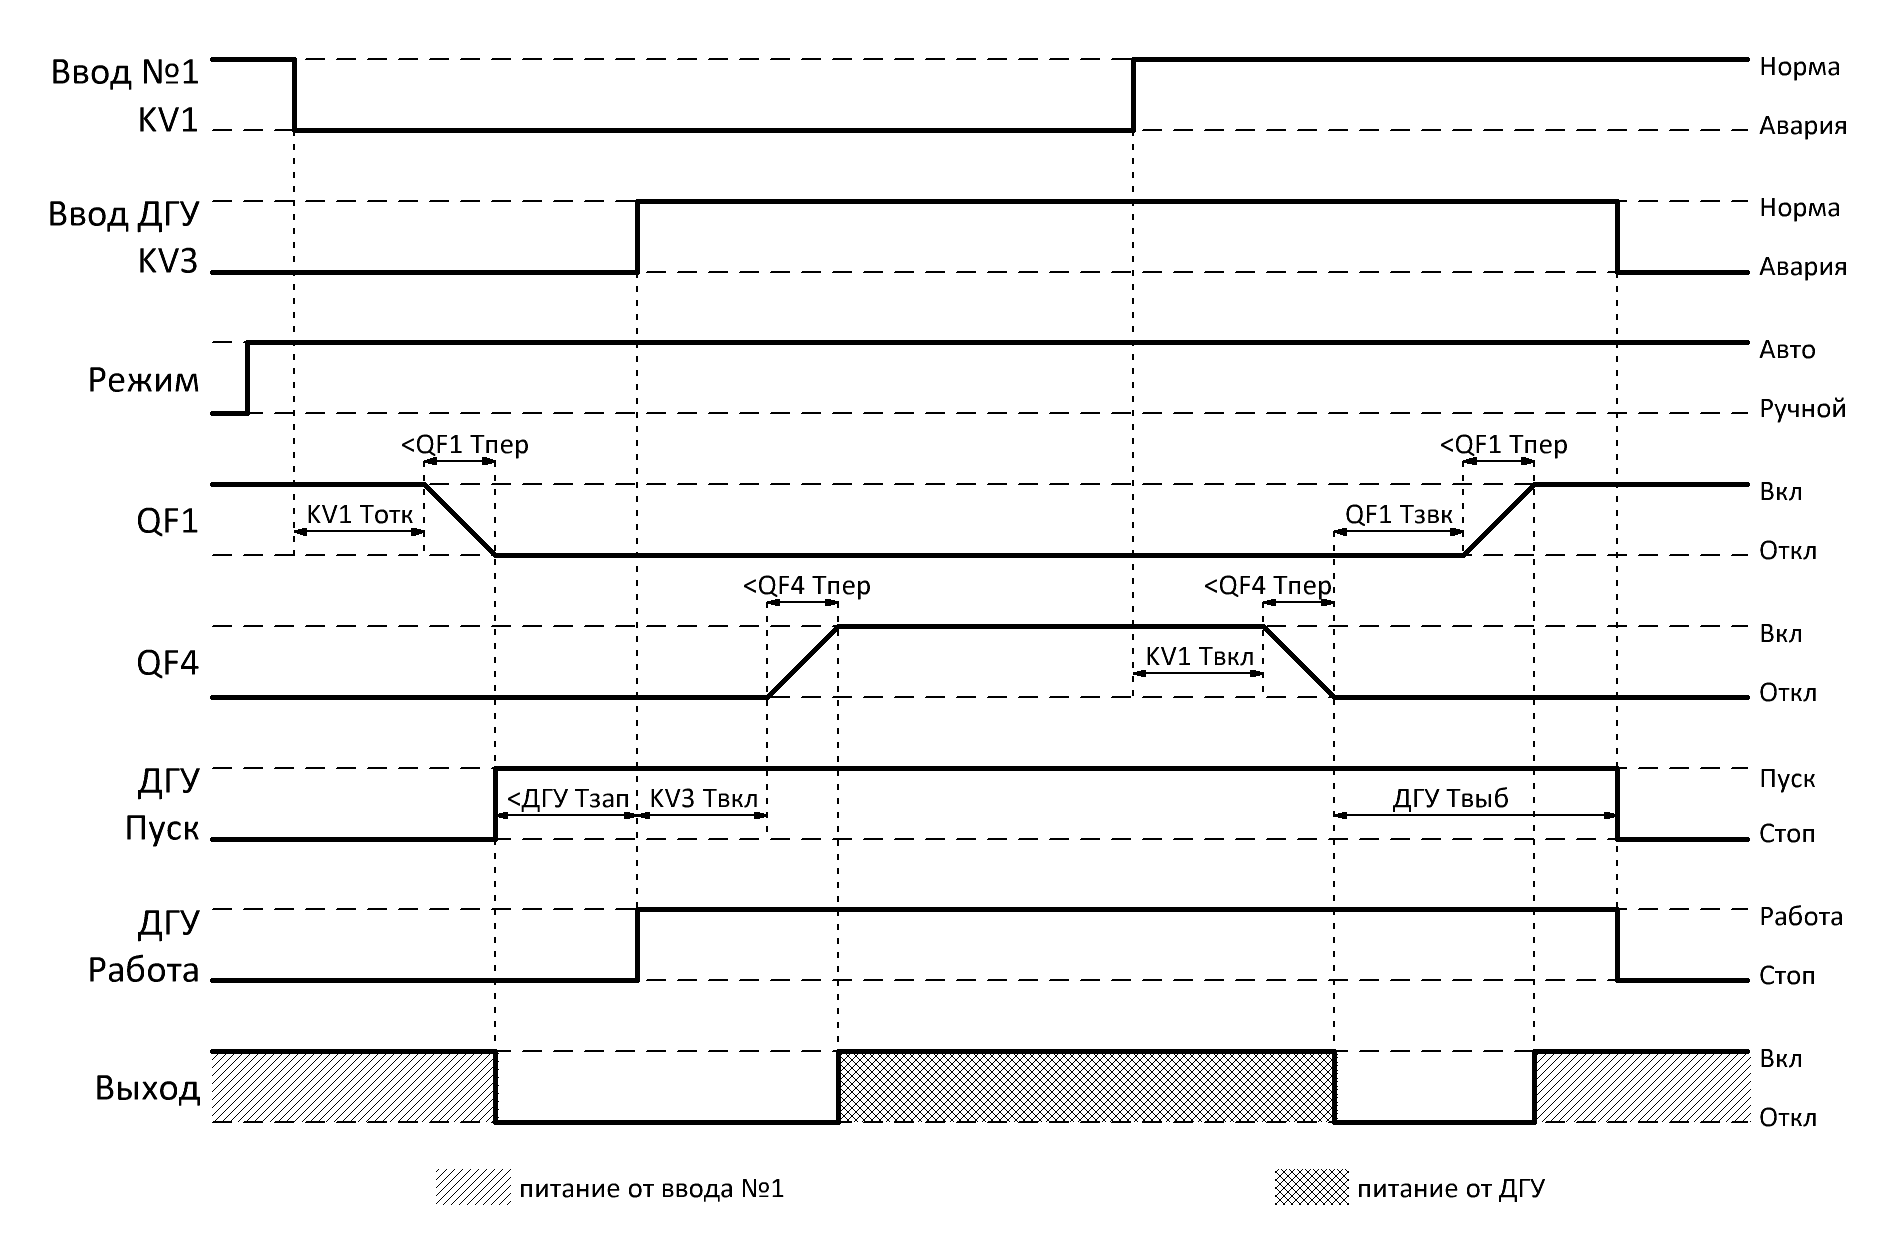 Ввод №1
KV1
Норма
Авария
Ввод ДГУ
KV3
Норма
Авария
Режим
Авто
Ручной
<QF1 Тпер
<QF1 Тпер
QF1
KV1 Тотк
QF1 Тзвк
Вкл
Откл
<QF4 Тпер
<QF4 Тпер
QF4
KV1 Твкл
Вкл
Откл
ДГУ
Пуск
<ДГУ Тзап
KV3 Твкл
ДГУ Твыб
Пуск
Стоп
ДГУ
Работа
Работа
Стоп
Выход
Вкл
Откл
питание от ввода №1
питание от ДГУ